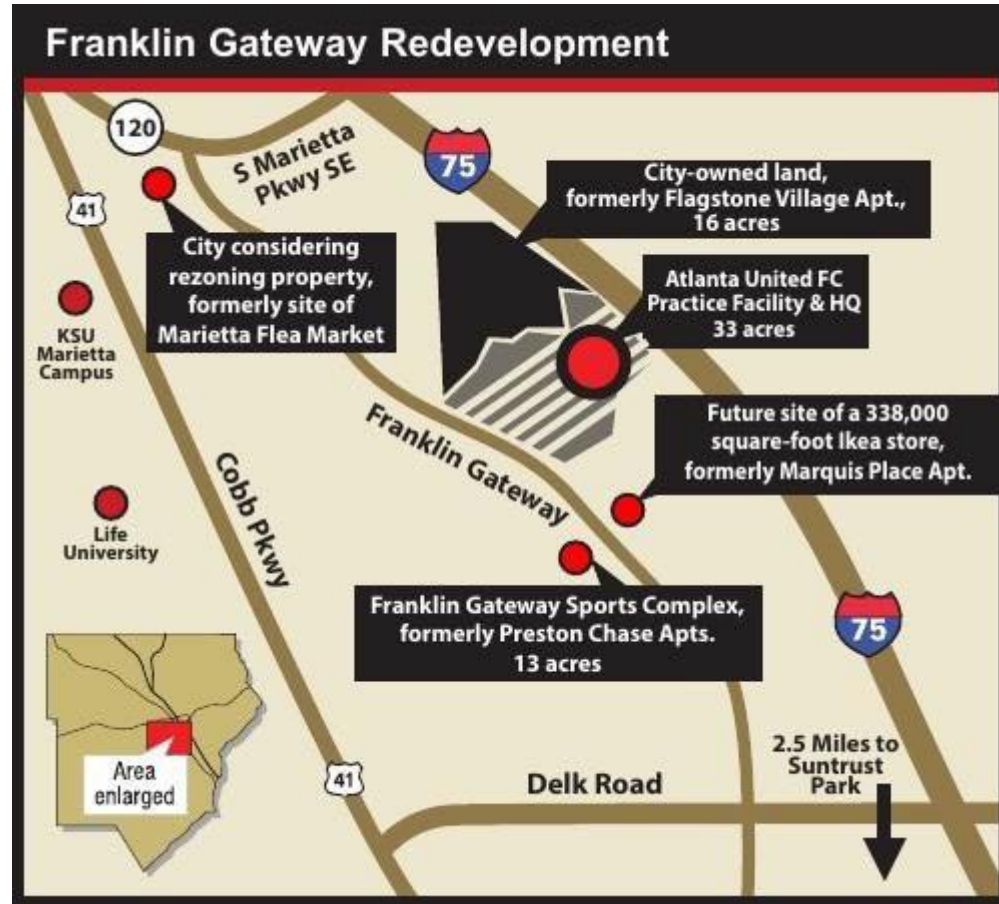 Franklin Gateway Redevelopment
120
S Marietta
Pkwy SE
75
41
City-owned land,
formerly Flagstone Village Apt.,
16 acres
City considering
rezoning property,
formerly site of
Marietta Flea Market
Atlanta United FC
Practice Facility & HQ
33 acres
KSU
Marietta
Campus
Franklin Gateway
Future site of a 338,000
square-foot Ikea store,
formerly Marquis Place Apt.
Cobb Pkwy
Life
University
Franklin Gateway Sports Complex,
formerly Preston Chase Apts.
13 acres
75
Area
enlarged
41
Delk Road
2.5 Miles to
Suntrust
Park